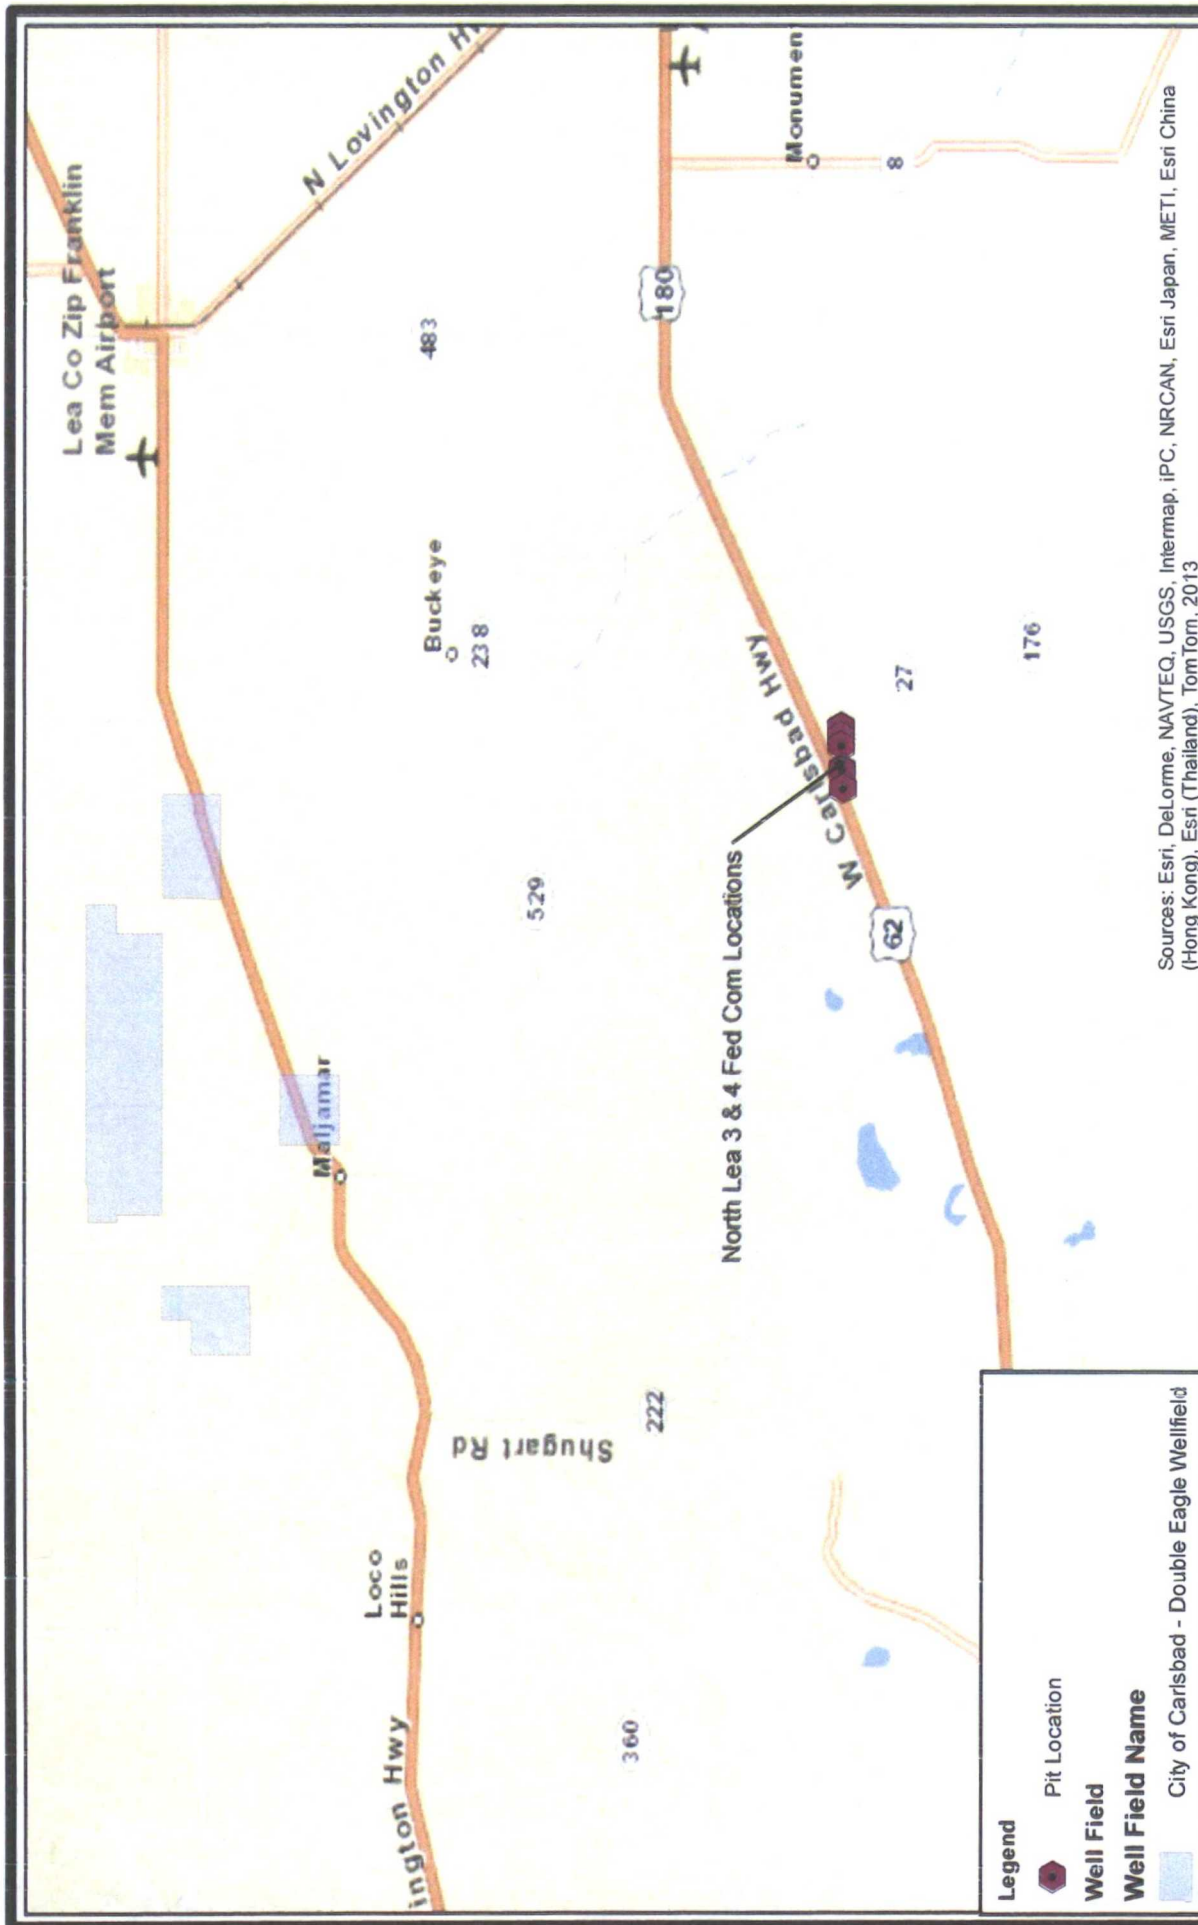 Lea Co Zip Franklin
Mem Airport
N Lovington
483
180
Monumen
8
Buckeye
238
W Carlsbad Hwy
27
176
529
North Lea 3 & 4 Fed Com Locations
62
Maljamar
Shugart Rd
222
Loco
Hills
360
ington Hwy
Legend
Pit Location
Well Field
Well Field Name
City of Carlsbad - Double Eagle Wellfield
Sources: Esri, DeLorme, NAVTEQ, USGS, Intermap, iPC, NRCAN, Esri Japan, METI, Esri China
(Hong Kong), Esri (Thailand), TomTom, 2013